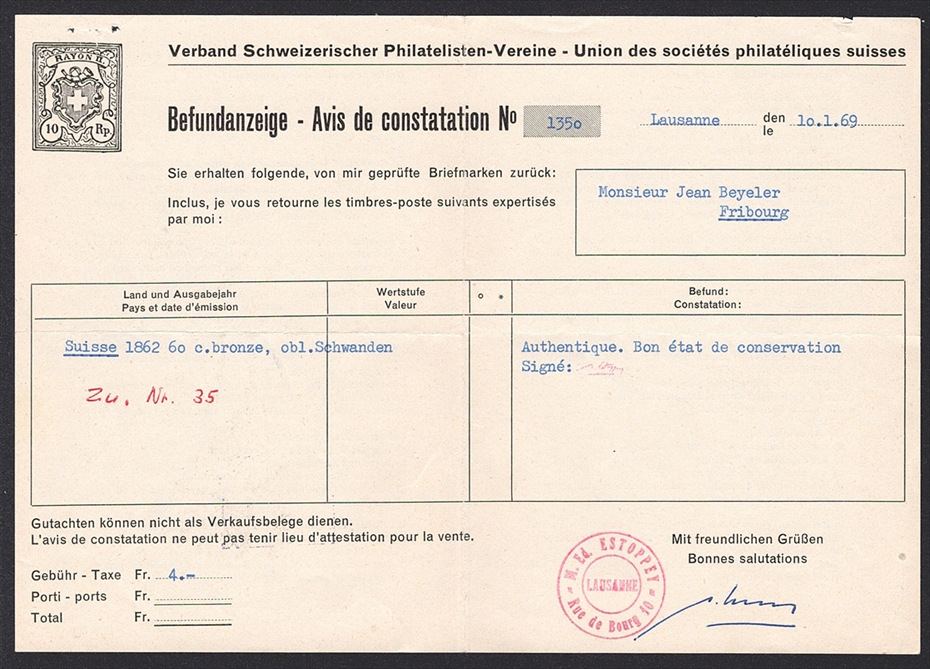 RAYON II.
10 Rp.
Verband Schweizerischer Philatelisten-Vereine - Union des sociétés philatéliques suisses
Befundanzeige - Avis de constatation No 135o
Lausanne den le 1o.1.69
Sie erhalten folgende, von mir geprüfte Briefmarken zurück:
Inclus, je vous retourne les timbres-poste suivants expertisés
par moi :
Monsieur Jean Beyeler
Fribourg
Land und Ausgabejahr
Pays et date d'émission
Wertstufe
Valeur
Befund:
Constatation:
Suisse 1862 6o c.bronze, obl.Schwanden
Zu. Nr. 35
Authentique. Bon état de conservation
Signé:
Gutachten können nicht als Verkaufsbelege dienen.
L'avis de constatation ne peut pas tenir lieu d'attestation pour la vente.
Gebühr - Taxe Fr. 4.-
Porti - ports Fr.
Total Fr.
M. Ed. ESTOPPEY
LAUSANNE
Rue de Bourg 10
Mit freundlichen Grüßen
Bonnes salutations